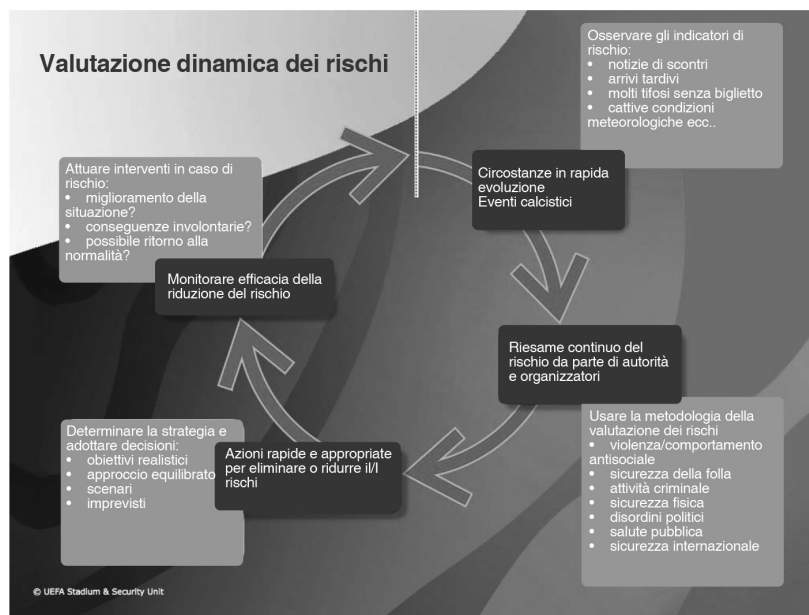 Valutazione dinamica dei rischi
Osservare gli indicatori di
rischio:
• notizie di scontri
• arrivi tardivi
• molti tifosi senza biglietto
• cattive condizioni
meteorologiche ecc..
Circostanze in rapida
evoluzione
Eventi calcistici
Riesame continuo del
rischio da parte di autorità
e organizzatori
Usare la metodologia della
valutazione dei rischi
• violenza/comportamento
antisociale
• sicurezza della folla
• attività criminale
• sicurezza fisica
• disordini politici
• salute pubblica
• sicurezza internazionale
Azioni rapide e appropriate
per eliminare o ridurre il/I
rischi
Determinare la strategia e
adottare decisioni:
• obiettivi realistici
• approccio equilibrato
• scenari
• imprevisti
Monitorare efficacia della
riduzione del rischio
Attuare interventi in caso di
rischio:
• miglioramento della
situazione?
• conseguenze involontarie?
• possibile ritorno alla
normalità?
© UEFA Stadium & Security Unit